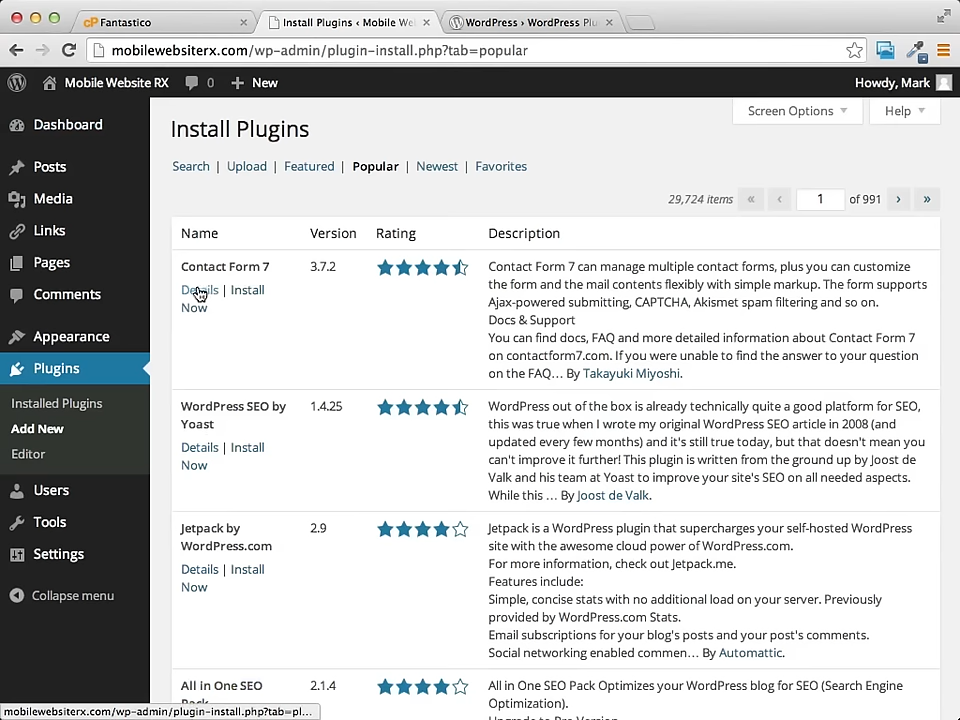 Fantastico
Install Plugins ‹ Mobile We
WordPress › WordPress Plu
mobilewebsiterx.com/wp-admin/plugin-install.php?tab=popular
Mobile Website RX 0 + New Howdy, Mark
Dashboard
Posts
Media
Links
Pages
Comments
Appearance
Plugins
Installed Plugins
Add New
Editor
Users
Tools
Settings
Collapse menu
Screen Options Help
Install Plugins
Search | Upload | Featured | Popular | Newest | Favorites
29,724 items « ‹ 1 of 991 › »
Name Version Rating Description
Contact Form 7 3.7.2
Details | Install
Now
Contact Form 7 can manage multiple contact forms, plus you can customize
the form and the mail contents flexibly with simple markup. The form supports
Ajax-powered submitting, CAPTCHA, Akismet spam filtering and so on.
Docs & Support
You can find docs, FAQ and more detailed information about Contact Form 7
on contactform7.com. If you were unable to find the answer to your question
on the FAQ… By Takayuki Miyoshi.
WordPress SEO by
Yoast
1.4.25
Details | Install
Now
WordPress out of the box is already technically quite a good platform for SEO,
this was true when I wrote my original WordPress SEO article in 2008 (and
updated every few months) and it's still true today, but that doesn't mean you
can't improve it further! This plugin is written from the ground up by Joost de
Valk and his team at Yoast to improve your site's SEO on all needed aspects.
While this … By Joost de Valk.
Jetpack by
WordPress.com
2.9
Details | Install
Now
Jetpack is a WordPress plugin that supercharges your self-hosted WordPress
site with the awesome cloud power of WordPress.com.
For more information, check out Jetpack.me.
Features include:
Simple, concise stats with no additional load on your server. Previously
provided by WordPress.com Stats.
Email subscriptions for your blog's posts and your post's comments.
Social networking enabled commen… By Automattic.
All in One SEO
Pack
2.1.4
All in One SEO Pack Optimizes your WordPress blog for SEO (Search Engine
Optimization).
Upgrade to Pro Version
mobilewebsiterx.com/wp-admin/plugin-install.php?tab=pl...